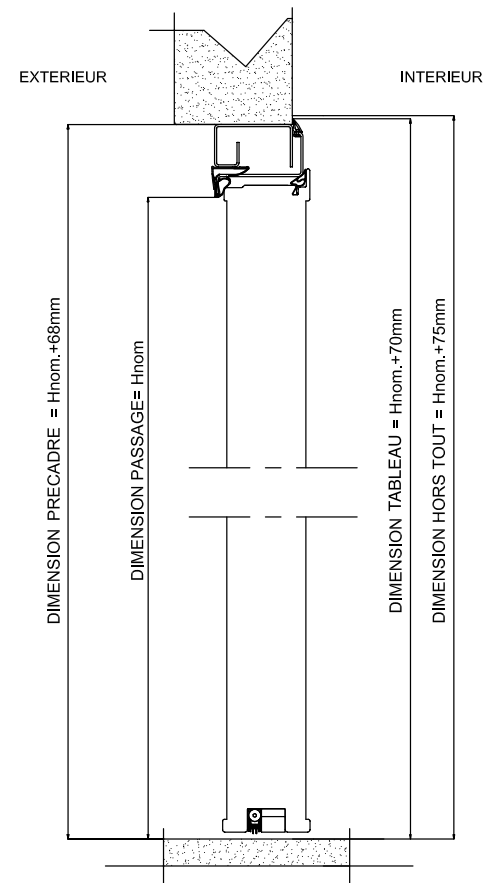 EXTERIEUR
INTERIEUR
DIMENSION PRECADRE = Hnom.+68mm
DIMENSION PASSAGE= Hnom
DIMENSION TABLEAU = Hnom.+70mm
DIMENSION HORS TOUT = Hnom.+75mm